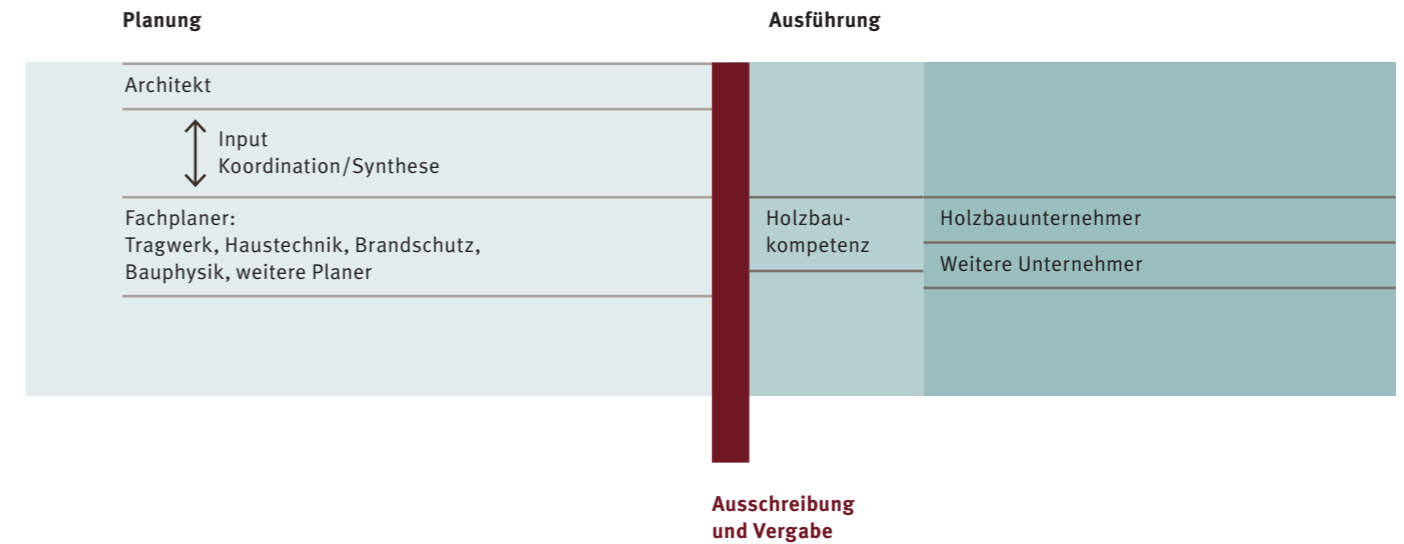 Planung
Ausführung
Architekt
Input
Koordination/Synthese
Fachplaner:
Tragwerk, Haustechnik, Brandschutz,
Bauphysik, weitere Planer
Holzbau-
kompetenz
Holzbauunternehmer
Weitere Unternehmer
Ausschreibung
und Vergabe